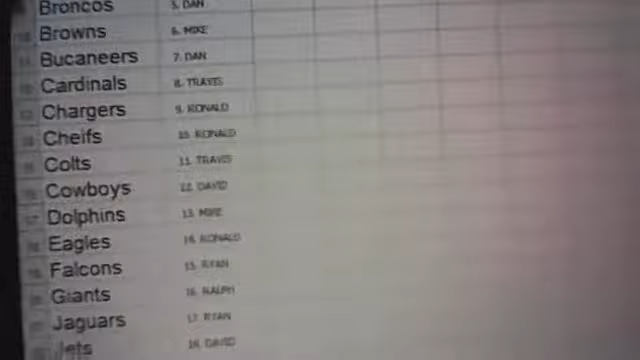 Broncos 5. DAN
Browns 6. MIKE
Bucaneers 7. DAN
Cardinals 8. TRAVIS
Chargers 9. RONALD
Cheifs 10. RONALD
Colts 11. TRAVIS
Cowboys 12. DAVID
Dolphins 13. MIKE
Eagles 14. RONALD
Falcons 15. RYAN
Giants 16. RALPH
Jaguars 17. RYAN
Jets 18. DAVID